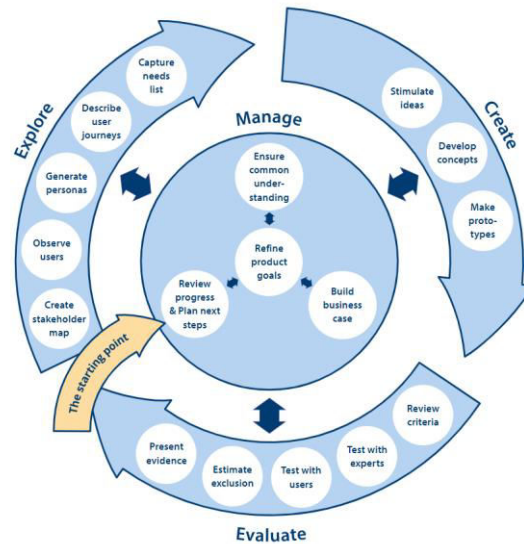 Explore
Capture
needs
list
Describe
user
journeys
Generate
personas
Observe
users
Create
stakeholder
map
The starting point
Manage
Ensure
common
under-
standing
Refine
product
goals
Review
progress
& Plan next
steps
Build
business
case
Create
Stimulate
ideas
Develop
concepts
Make
proto-
types
Review
criteria
Test with
experts
Test with
users
Estimate
exclusion
Present
evidence
Evaluate